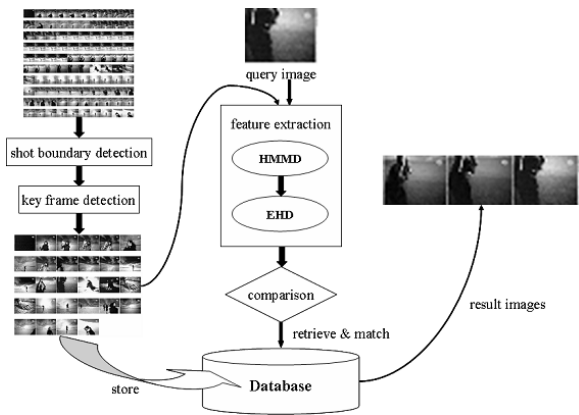 query image
feature extraction
HMMD
EHD
shot boundary detection
key frame detection
comparison
retrieve & match
result images
store
Database